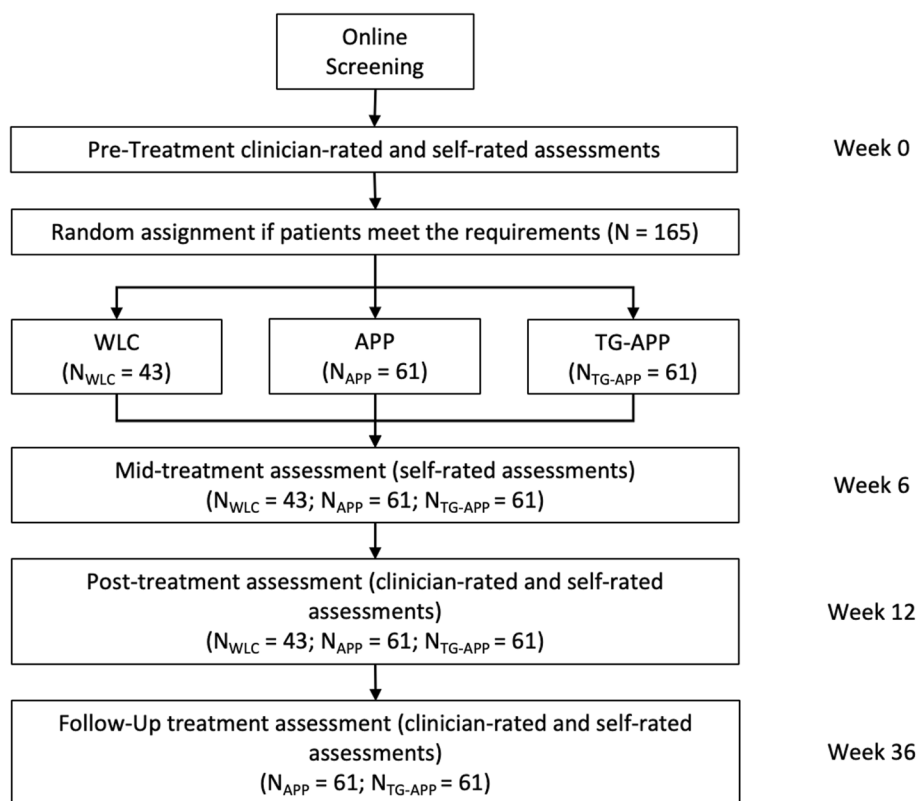 Online
Screening
Pre-Treatment clinician-rated and self-rated assessments
Week 0
Random assignment if patients meet the requirements (N = 165)
WLC
(NWLC = 43)
APP
(NAPP = 61)
TG-APP
(NTG-APP = 61)
Mid-treatment assessment (self-rated assessments)
(NWLC = 43; NAPP = 61; NTG-APP = 61)
Week 6
Post-treatment assessment (clinician-rated and self-rated
assessments)
(NWLC = 43; NAPP = 61; NTG-APP = 61)
Week 12
Follow-Up treatment assessment (clinician-rated and self-rated
assessments)
(NAPP = 61; NTG-APP = 61)
Week 36